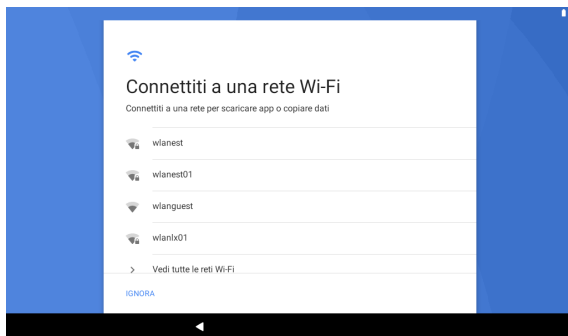 Connettiti a una rete Wi-Fi
Connettiti a una rete per scaricare app o copiare dati
wlanest
wlanest01
wlanguest
wlanlx01
Vedi tutte le reti Wi-Fi
IGNORA